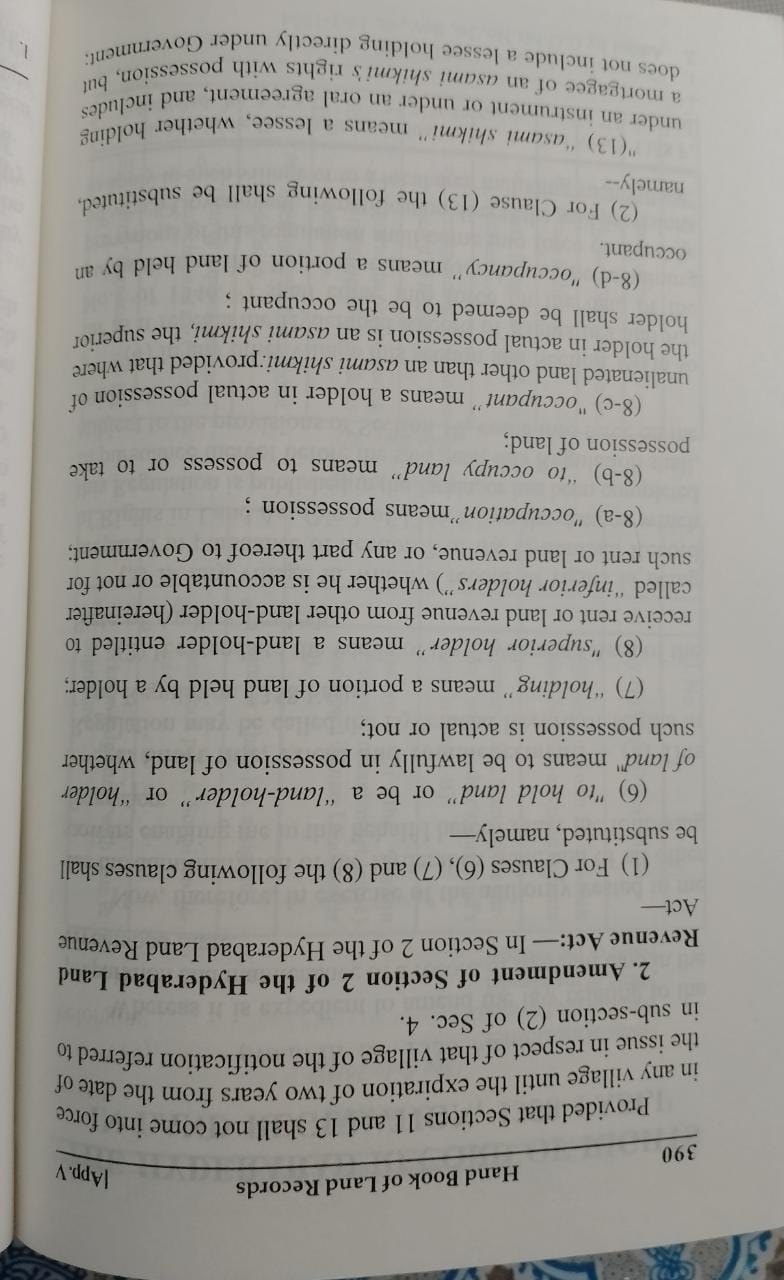 390
Hand Book of Land Records
[App.V
Provided that Sections 11 and 13 shall not come into force
in any village until the expiration of two years from the date of
the issue in respect of that village of the notification referred to
in sub-section (2) of Sec. 4.
2. Amendment of Section 2 of the Hyderabad Land
Revenue Act:— In Section 2 of the Hyderabad Land Revenue
Act—
(1) For Clauses (6), (7) and (8) the following clauses shall
be substituted, namely—
(6) "to hold land" or be a "land-holder" or "holder
of land" means to be lawfully in possession of land, whether
such possession is actual or not;
(7) "holding" means a portion of land held by a holder;
(8) "superior holder" means a land-holder entitled to
receive rent or land revenue from other land-holder (hereinafter
called "inferior holders") whether he is accountable or not for
such rent or land revenue, or any part thereof to Government;
(8-a) "occupation"means possession ;
(8-b) "to occupy land" means to possess or to take
possession of land;
(8-c) "occupant" means a holder in actual possession of
unalienated land other than an asami shikmi:provided that where
the holder in actual possession is an asami shikmi, the superior
holder shall be deemed to be the occupant ;
(8-d) "occupancy" means a portion of land held by an
occupant.
(2) For Clause (13) the following shall be substituted,
namely--
"(13) "asami shikmi" means a lessee, whether holding
under an instrument or under an oral agreement, and includes
a mortgagee of an asami shikmi's rights with possession, but
does not include a lessee holding directly under Government: